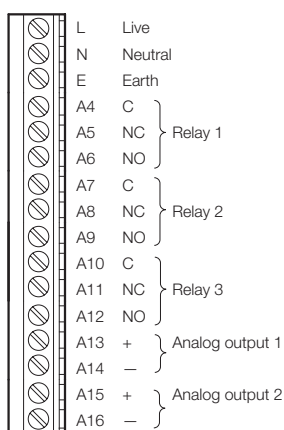 L Live
N Neutral
E Earth
A4 C
A5 NC Relay 1
A6 NO
A7 C
A8 NC Relay 2
A9 NO
A10 C
A11 NC Relay 3
A12 NO
A13 + Analog output 1
A14 —
A15 + Analog output 2
A16 —